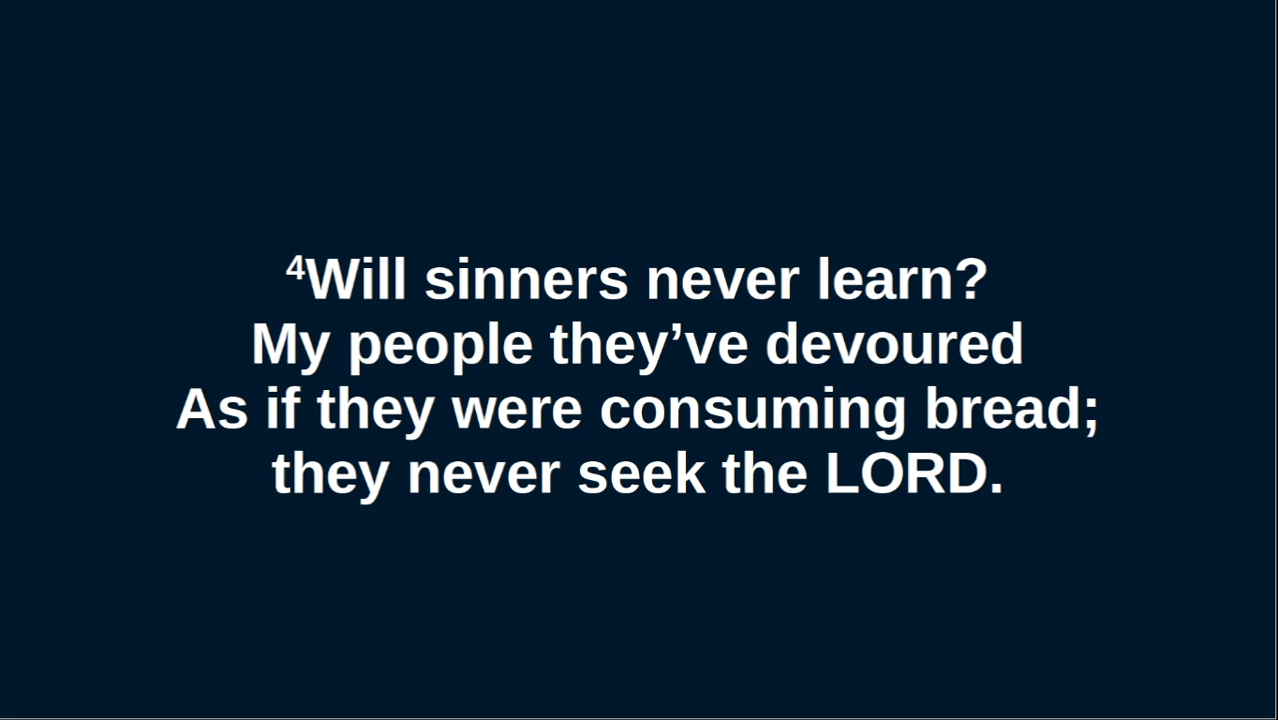 ⁴Will sinners never learn?
My people they’ve devoured
As if they were consuming bread;
they never seek the LORD.